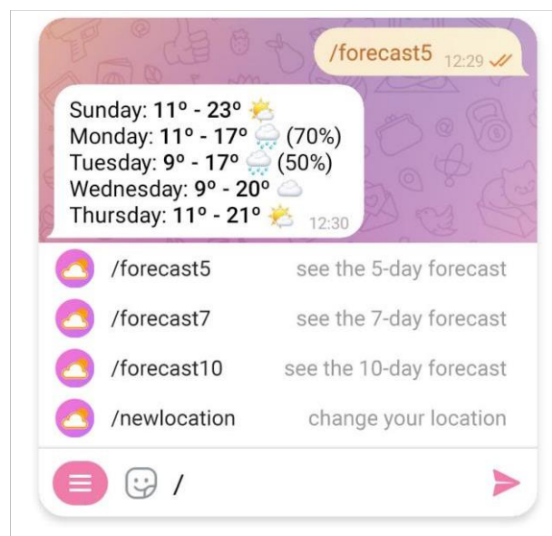 /forecast5 12:29
Sunday: 11º - 23º
Monday: 11º - 17º (70%)
Tuesday: 9º - 17º (50%)
Wednesday: 9º - 20º
Thursday: 11º - 21º 12:30
/forecast5 see the 5-day forecast
/forecast7 see the 7-day forecast
/forecast10 see the 10-day forecast
/newlocation change your location
/